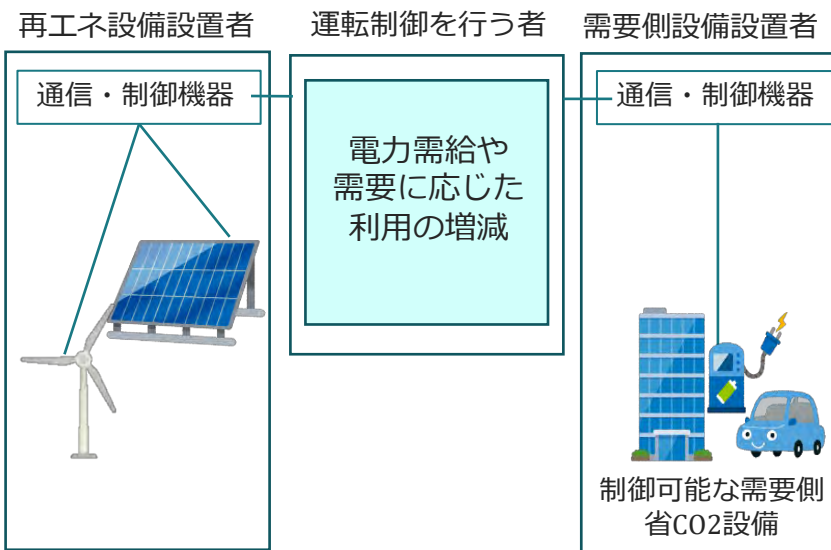 再エネ設備設置者
運転制御を行う者
需要側設備設置者
通信・制御機器
通信・制御機器
電力需給や
需要に応じた
利用の増減
制御可能な需要側
省CO2設備